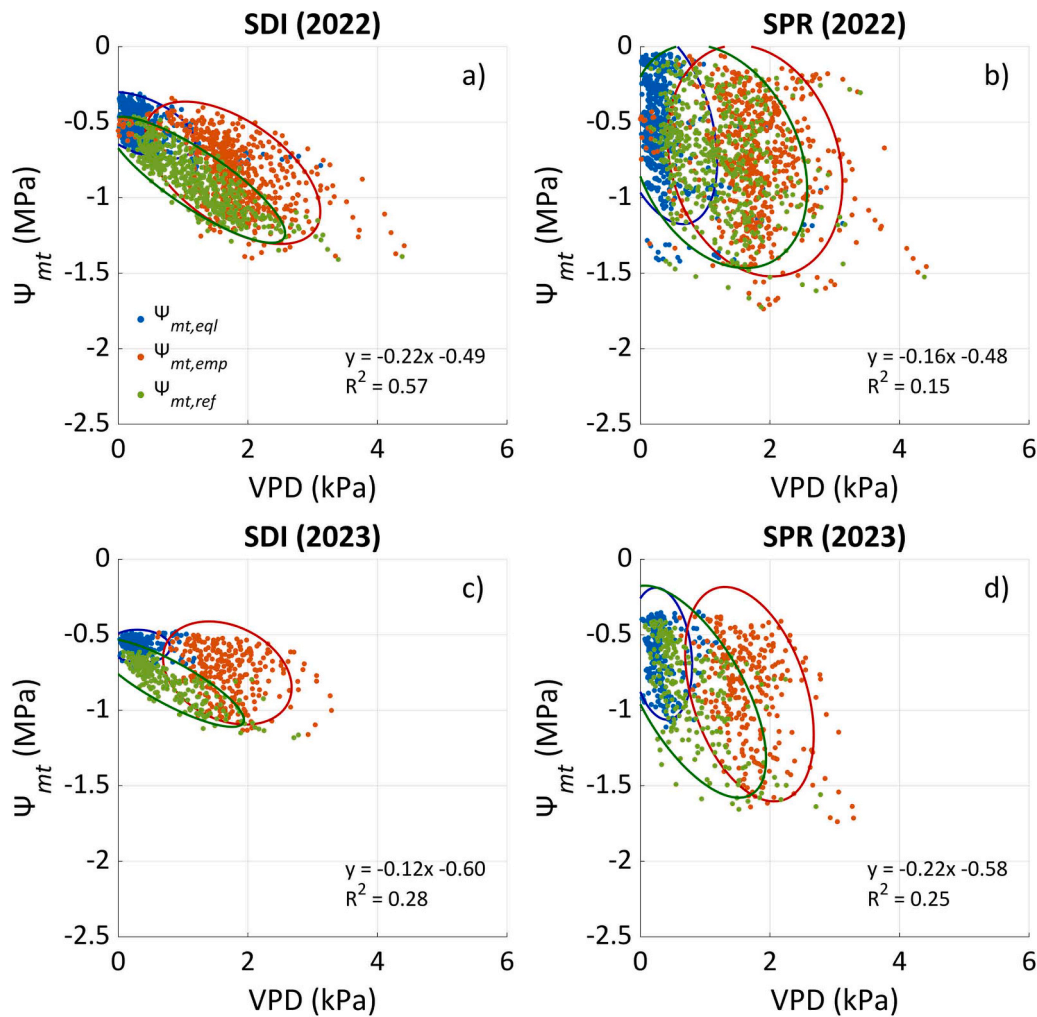 SDI (2022)
a)
0
-0.5
-1
-1.5
-2
-2.5
Ψmt (MPa)
Ψmt,eql
Ψmt,emp
Ψmt,ref
y = -0.22x -0.49
R² = 0.57
0 2 4 6
VPD (kPa)
SPR (2022)
b)
0
-0.5
-1
-1.5
-2
-2.5
Ψmt (MPa)
y = -0.16x -0.48
R² = 0.15
0 2 4 6
VPD (kPa)
SDI (2023)
c)
0
-0.5
-1
-1.5
-2
-2.5
Ψmt (MPa)
y = -0.12x -0.60
R² = 0.28
0 2 4 6
VPD (kPa)
SPR (2023)
d)
0
-0.5
-1
-1.5
-2
-2.5
Ψmt (MPa)
y = -0.22x -0.58
R² = 0.25
0 2 4 6
VPD (kPa)